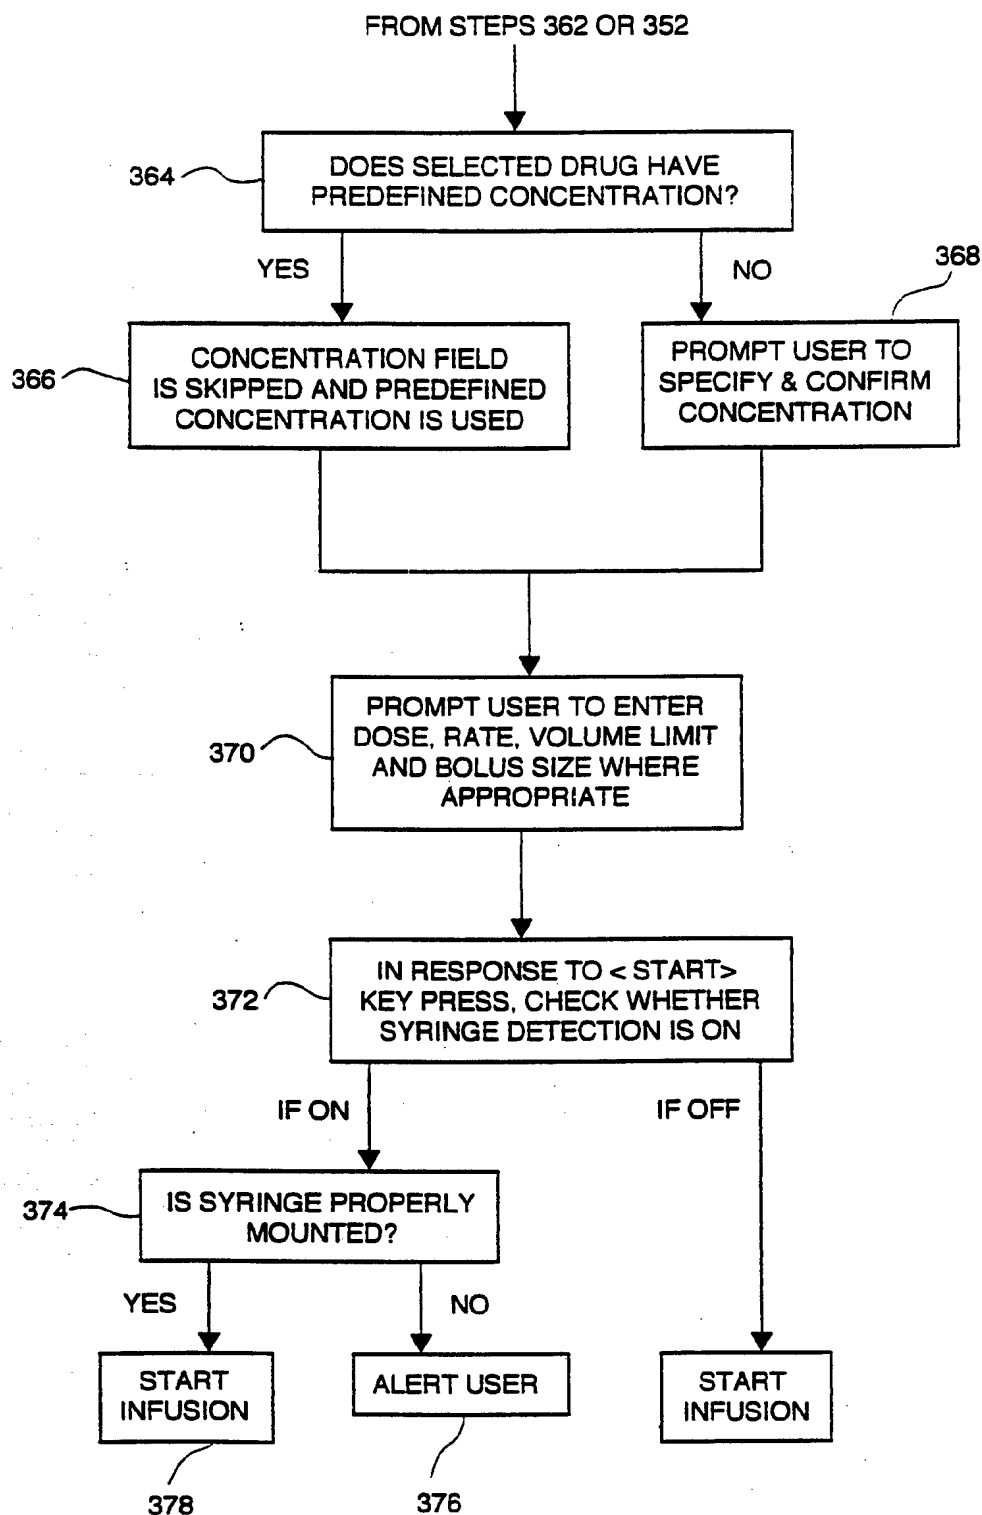 FROM STEPS 362 OR 352
364
DOES SELECTED DRUG HAVE
PREDEFINED CONCENTRATION?
YES
NO
368
366
CONCENTRATION FIELD
IS SKIPPED AND PREDEFINED
CONCENTRATION IS USED
PROMPT USER TO
SPECIFY & CONFIRM
CONCENTRATION
370
PROMPT USER TO ENTER
DOSE, RATE, VOLUME LIMIT
AND BOLUS SIZE WHERE
APPROPRIATE
372
IN RESPONSE TO < START>
KEY PRESS, CHECK WHETHER
SYRINGE DETECTION IS ON
IF ON
IF OFF
374
IS SYRINGE PROPERLY
MOUNTED?
YES
NO
START
INFUSION
ALERT USER
START
INFUSION
378
376